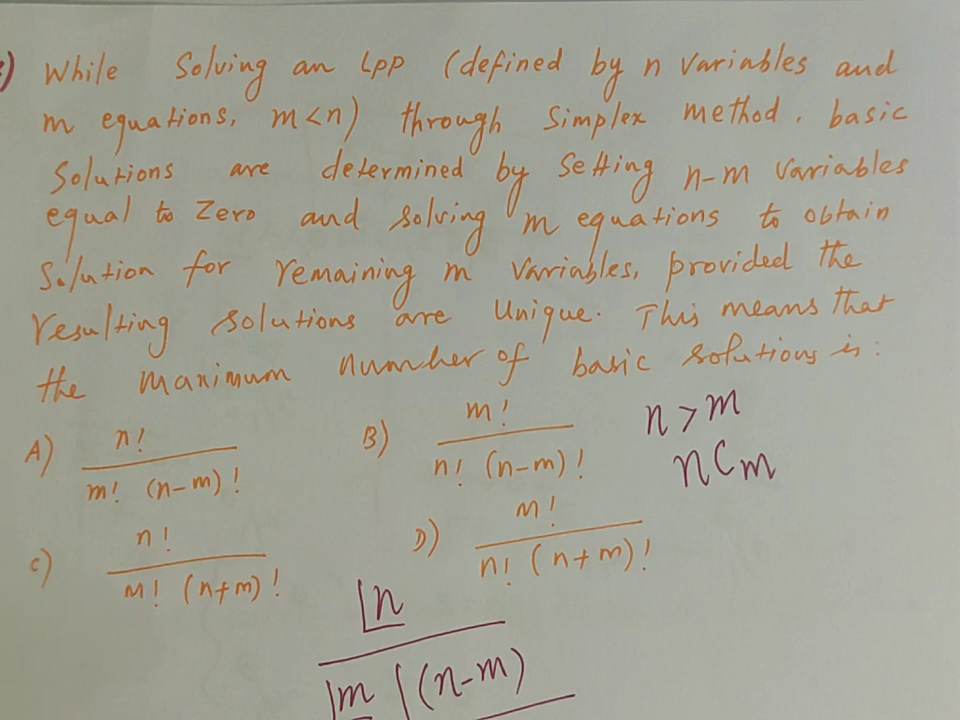 ) While Solving an LPP (defined by n Variables and
m equations, m<n) through Simplex method, basic
Solutions are determined by Setting n-m Variables
equal to Zero and solving m equations to obtain
Solution for remaining m Variables, provided the
resulting solutions are Unique. This means that
the Maximum Number of basic solutions is:
A) n! / m! (n-m)! B) m! / n! (n-m)! n>m
nCm
C) n! / m! (n+m)! D) m! / n! (n+m)!
⌊n / ⌊m ⌊(n-m)